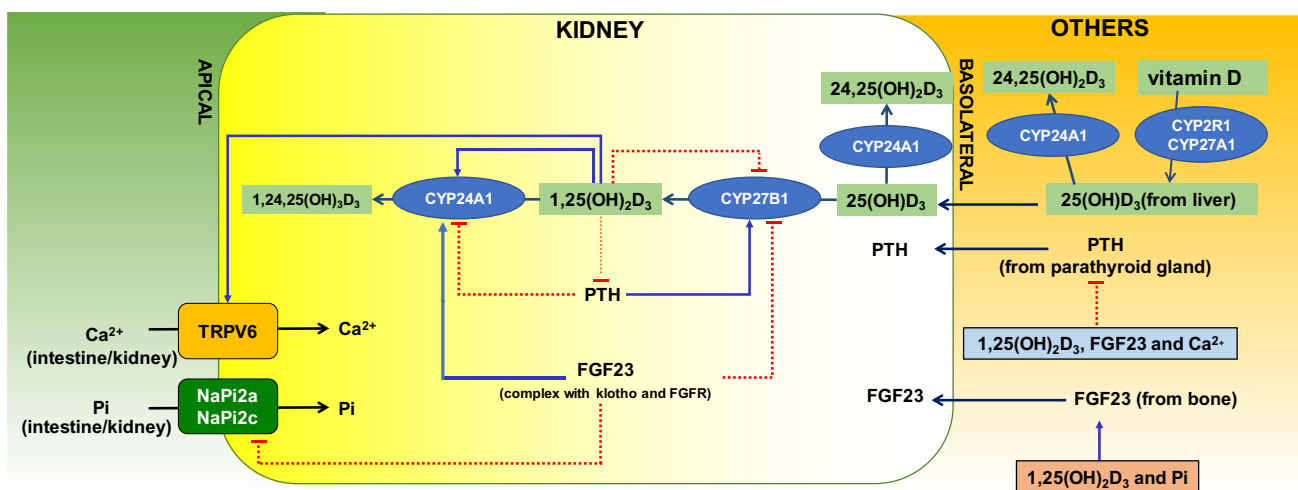 KIDNEY
OTHERS
APICAL
BASOLATERAL
24,25(OH)₂D₃
24,25(OH)₂D₃
vitamin D
CYP24A1
CYP24A1
CYP2R1
CYP27A1
1,24,25(OH)₃D₃
CYP24A1
1,25(OH)₂D₃
CYP27B1
25(OH)D₃
25(OH)D₃(from liver)
PTH
PTH
(from parathyroid gland)
PTH
Ca²⁺
(intestine/kidney)
TRPV6
Ca²⁺
1,25(OH)₂D₃, FGF23 and Ca²⁺
FGF23
(complex with klotho and FGFR)
Pi
(intestine/kidney)
NaPi2a
NaPi2c
Pi
FGF23
FGF23 (from bone)
1,25(OH)₂D₃ and Pi